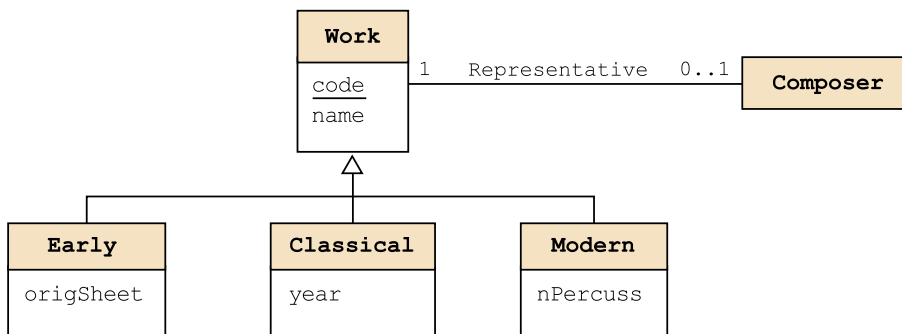 Work
code
name
1 Representative 0..1
Composer
Early
origSheet
Classical
year
Modern
nPercuss